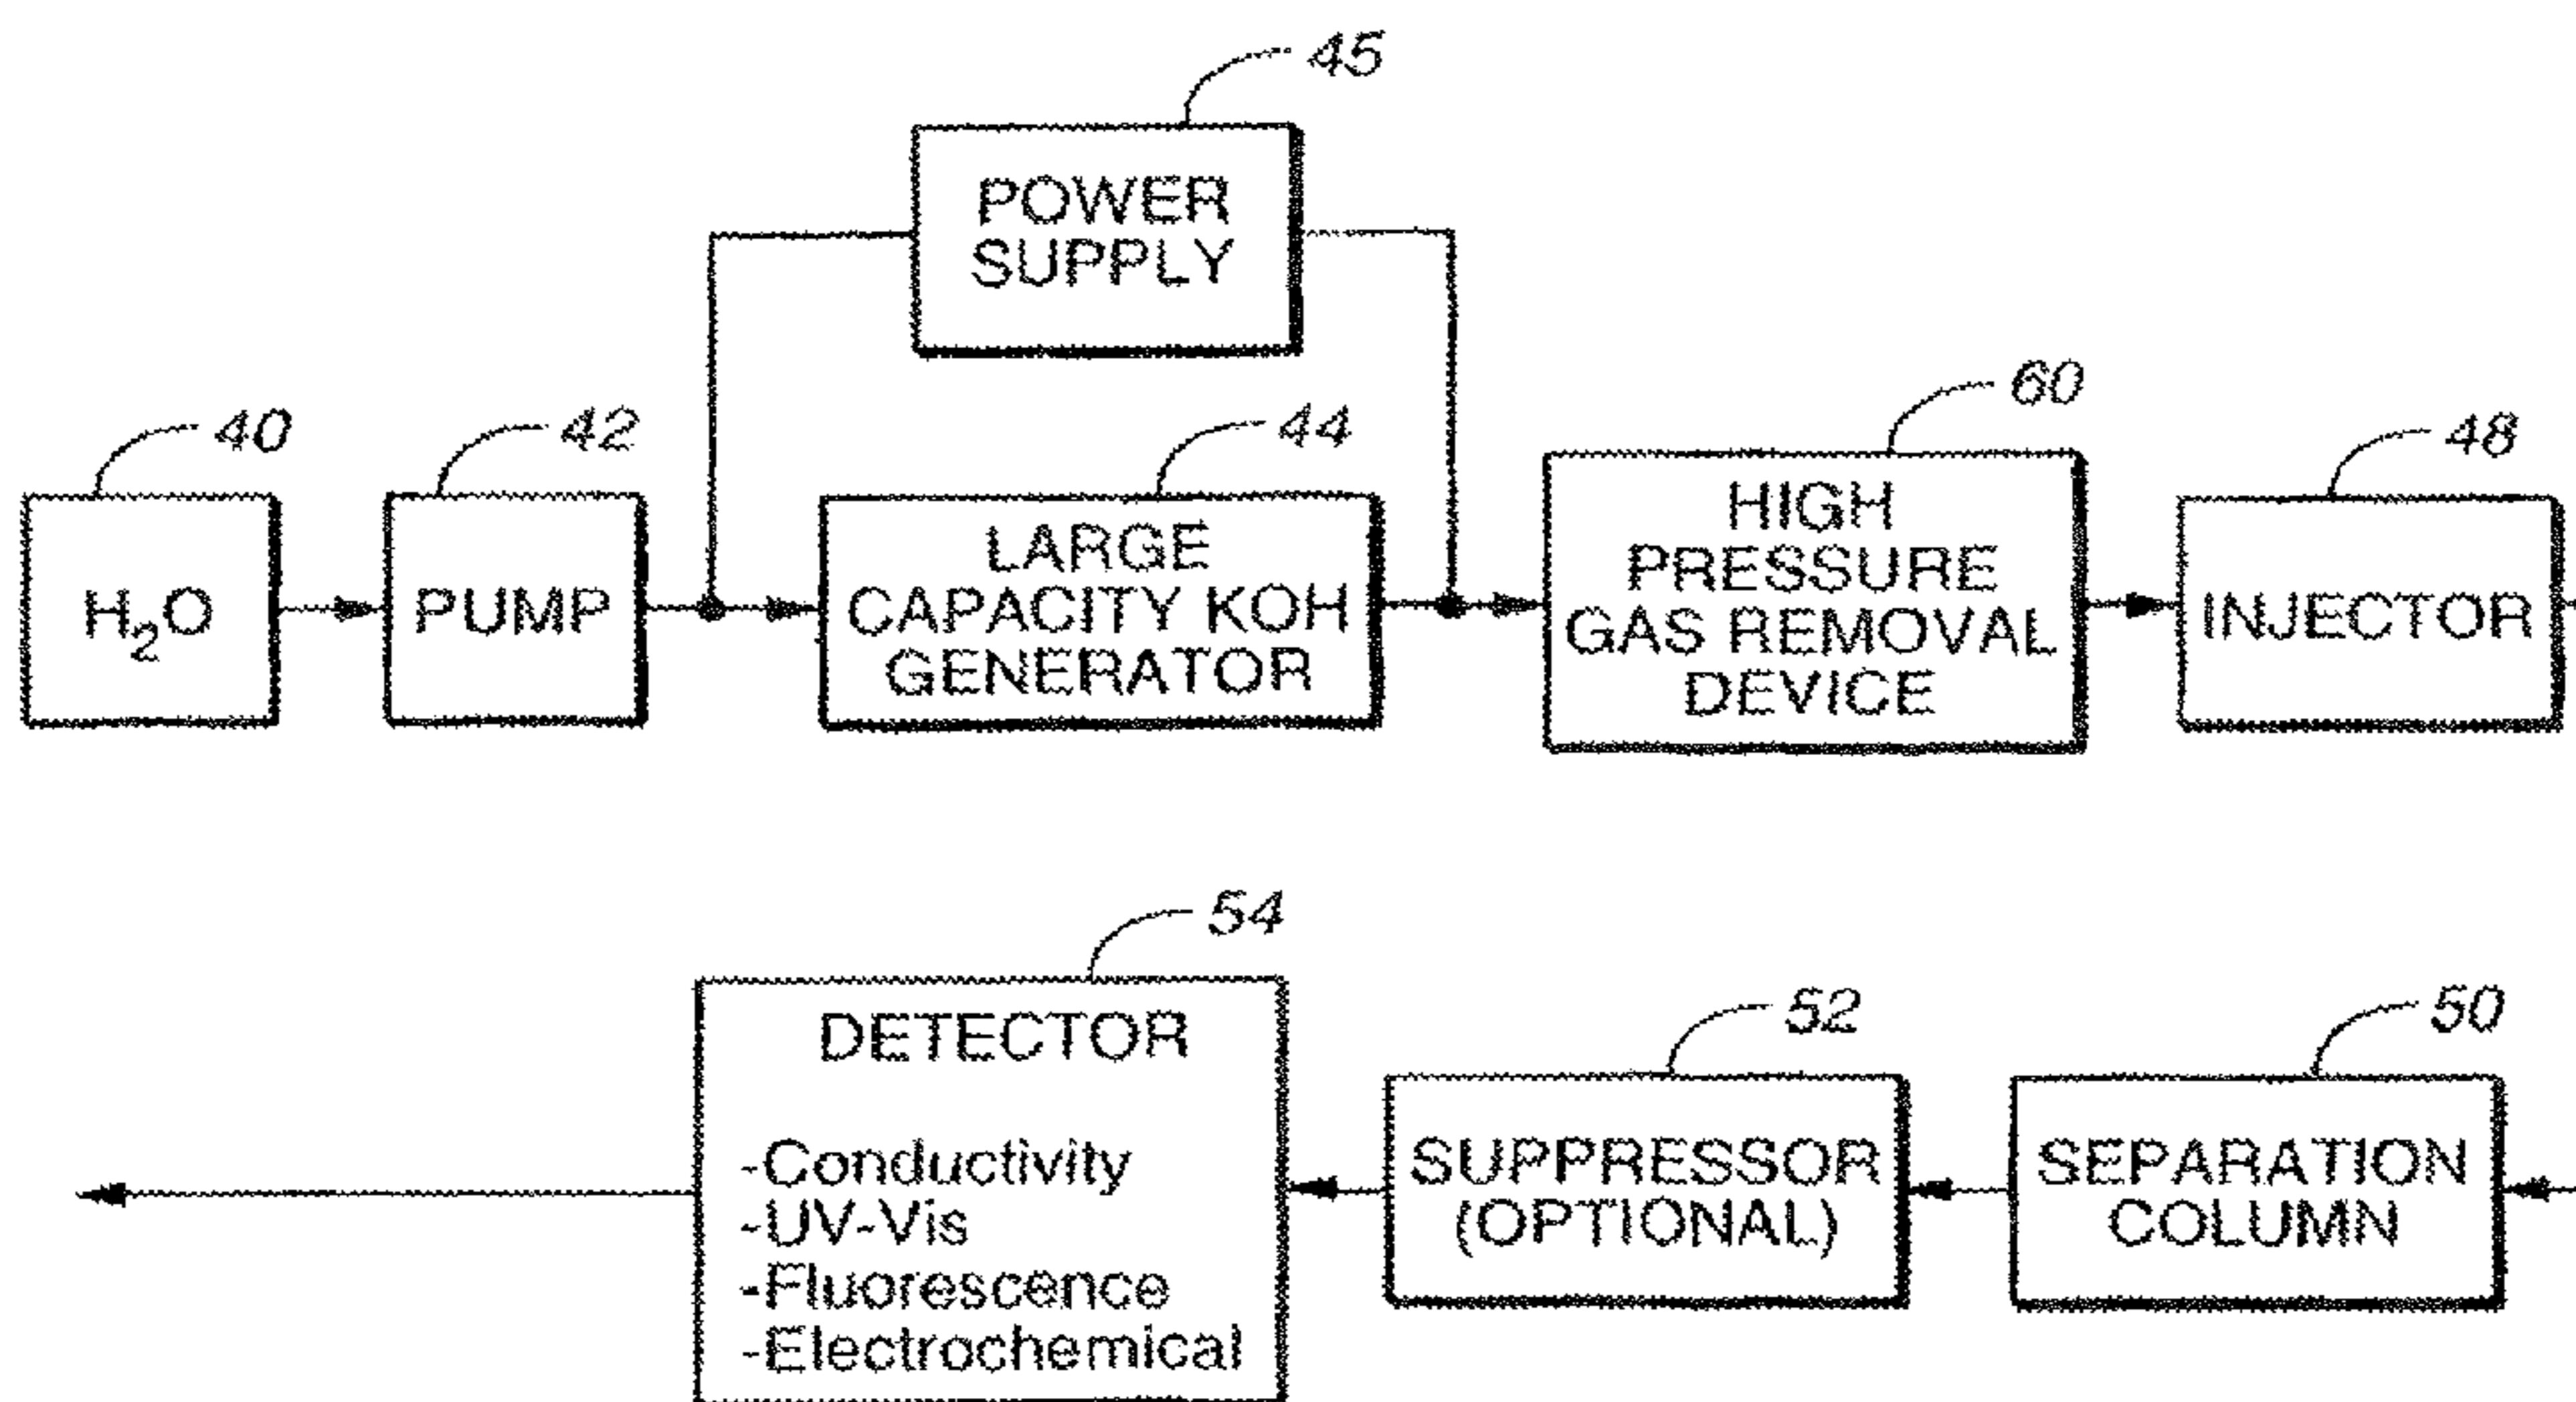 45
POWER
SUPPLY
40
42
44
60
48
H₂O
PUMP
LARGE
CAPACITY KOH
GENERATOR
HIGH
PRESSURE
GAS REMOVAL
DEVICE
INJECTOR
54
52
50
DETECTOR
-Conductivity
-UV-Vis
-Fluorescence
-Electrochemical
SUPPRESSOR
(OPTIONAL)
SEPARATION
COLUMN